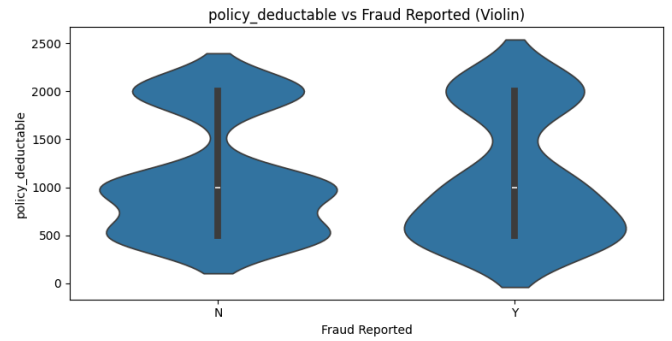 policy_deductable vs Fraud Reported (Violin)
2500
2000
1500
1000
500
0
policy_deductable
N
Y
Fraud Reported